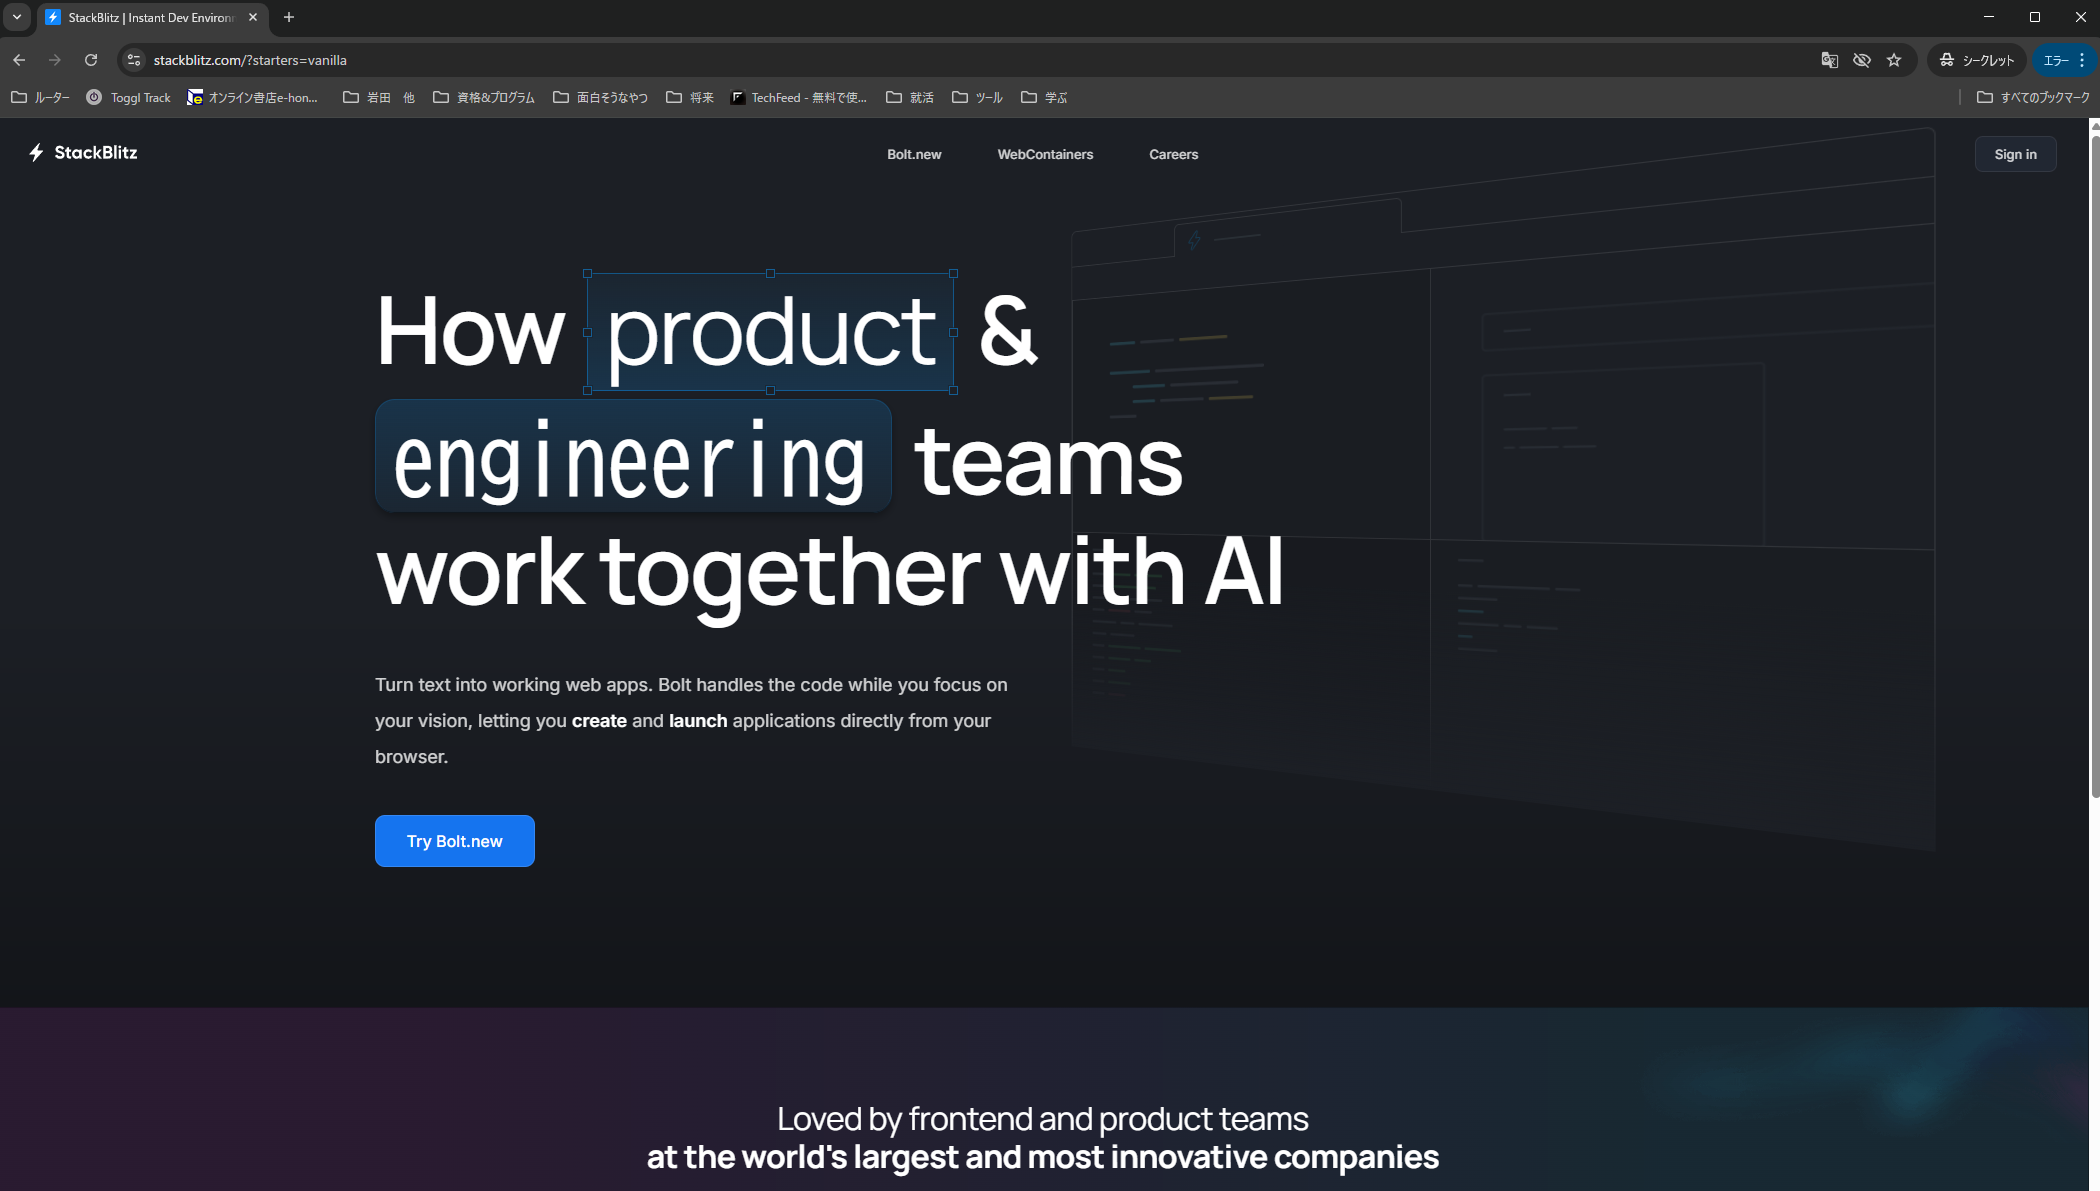 StackBlitz | Instant Dev Environ
stackblitz.com/?starters=vanilla
シークレット
エラー
ルーター
Toggl Track
オンライン書店e-hon...
岩田 他
資格&プログラム
面白そうなやつ
将来
TechFeed - 無料で使...
就活
ツール
学ぶ
すべてのブックマーク
StackBlitz
Bolt.new
WebContainers
Careers
Sign in
How product &
engineering teams
work together with AI
Turn text into working web apps. Bolt handles the code while you focus on
your vision, letting you create and launch applications directly from your
browser.
Try Bolt.new
Loved by frontend and product teams
at the world's largest and most innovative companies